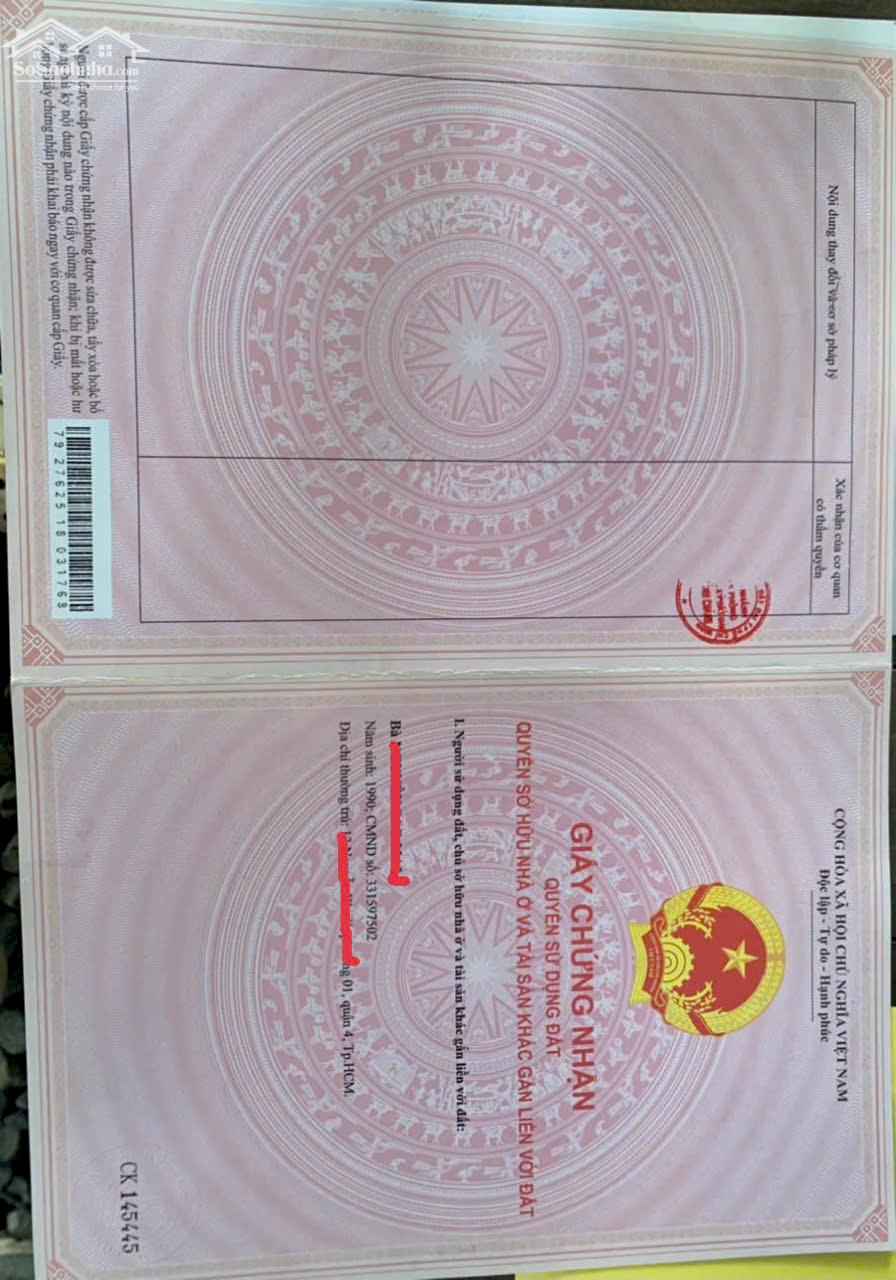 SoSanhnha.com
choice for you
Nội dung thay đổi và cơ sở pháp lý
Xác nhận của cơ quan
có thẩm quyền
được cấp Giấy chứng nhận không được sửa chữa, tẩy xóa hoặc bổ
kỳ nội dung nào trong Giấy chứng nhận; khi bị mất hoặc hư
Giấy chứng nhận phải khai báo ngay với cơ quan cấp Giấy.
79 27625 18 031769
CỘNG HÒA XÃ HỘI CHỦ NGHĨA VIỆT NAM
Độc lập - Tự do - Hạnh phúc
VIỆT NAM
GIẤY CHỨNG NHẬN
QUYỀN SỬ DỤNG ĐẤT
QUYỀN SỞ HỮU NHÀ Ở VÀ TÀI SẢN KHÁC GẮN LIỀN VỚI ĐẤT
I. Người sử dụng đất, chủ sở hữu nhà ở và tài sản khác gắn liền với đất:
Bà
Năm sinh: 1990; CMND số: 331597502
Địa chỉ thường trú: 01, quận 4, Tp.HCM.
CK 145445